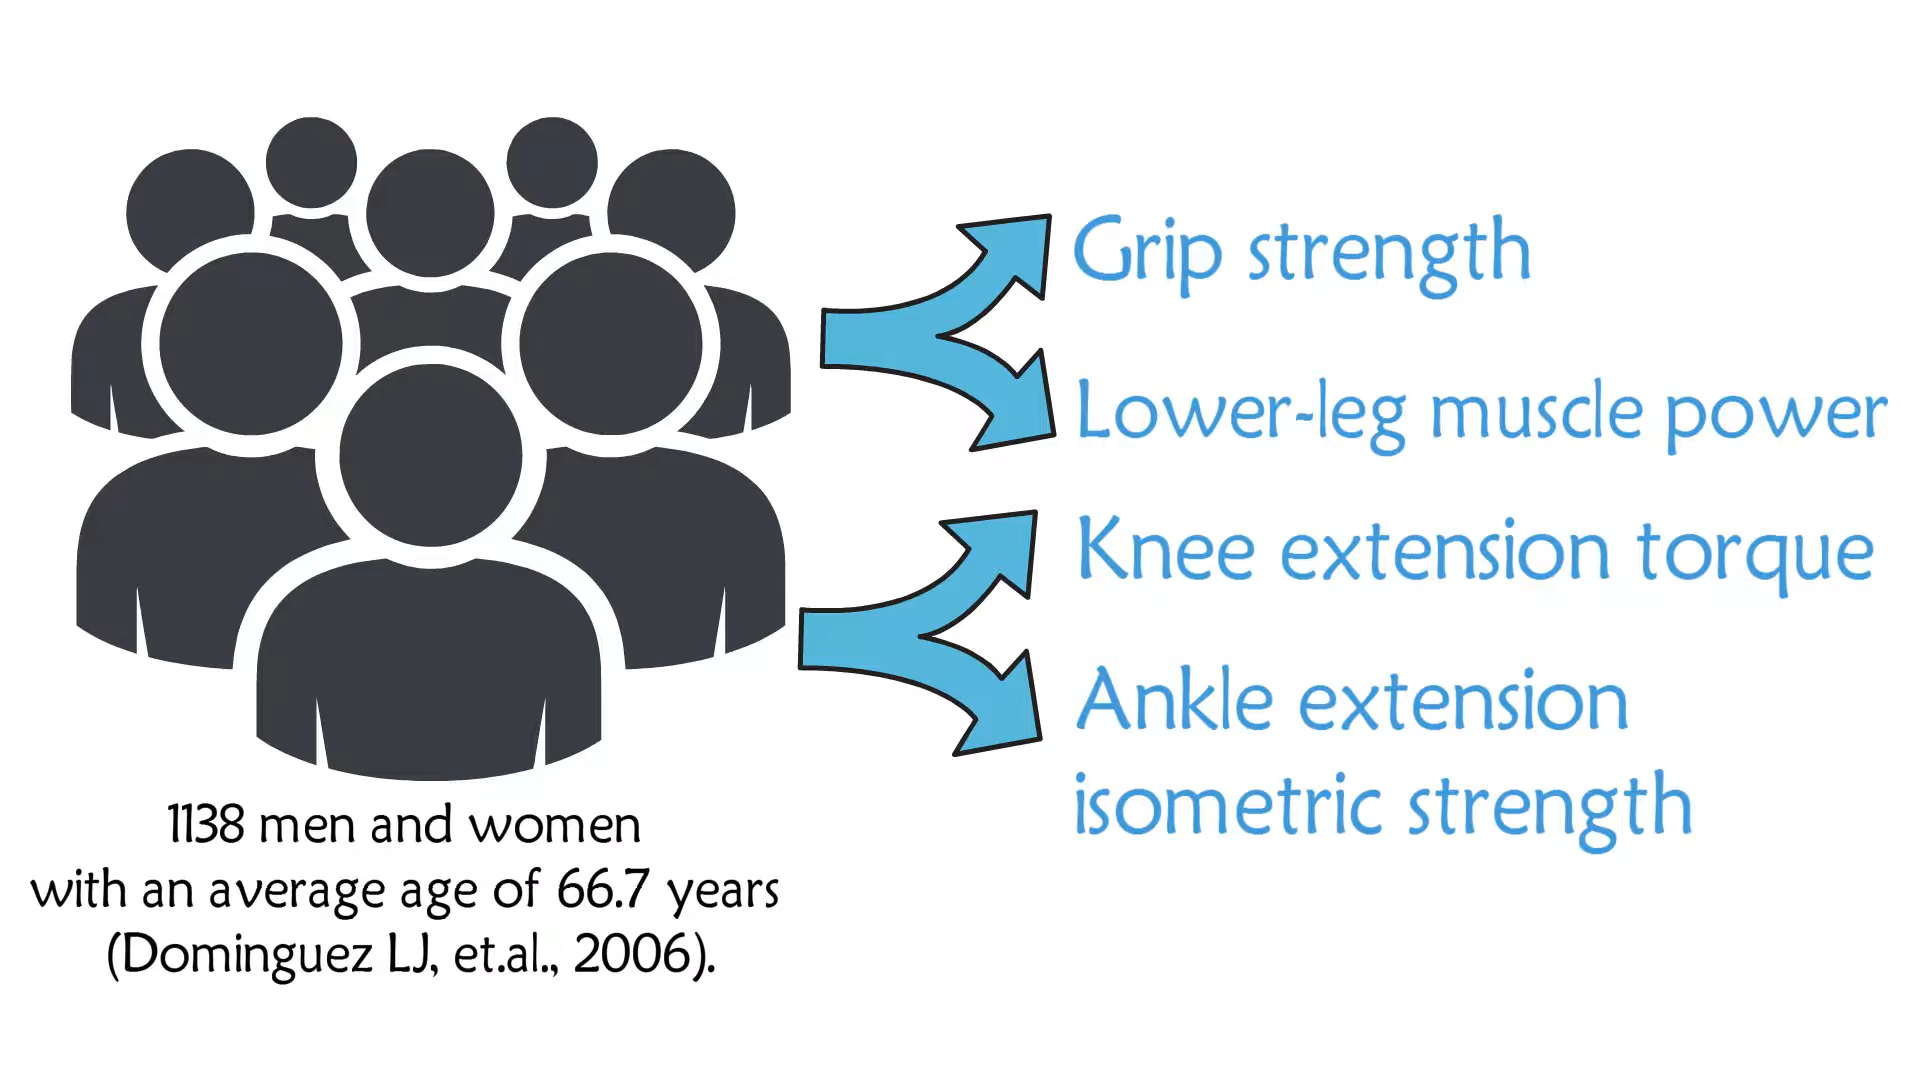 Grip strength
Lower-leg muscle power
Knee extension torque
Ankle extension
isometric strength
1138 men and women
with an average age of 66.7 years
(Dominguez LJ, et.al., 2006).